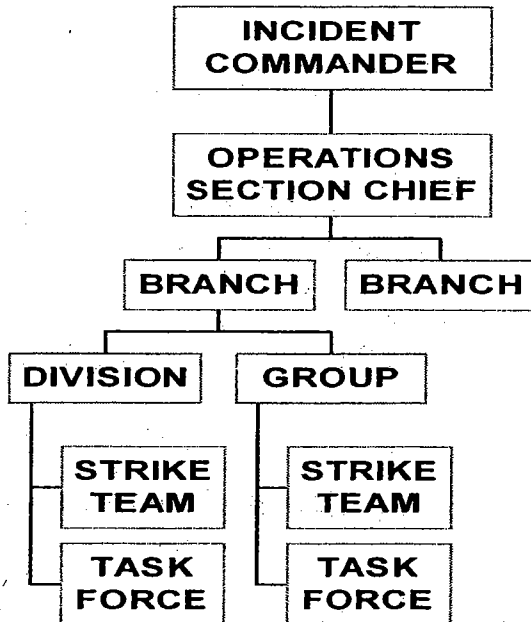 INCIDENT
COMMANDER
OPERATIONS
SECTION CHIEF
BRANCH
BRANCH
DIVISION
GROUP
STRIKE
TEAM
TASK
FORCE
STRIKE
TEAM
TASK
FORCE